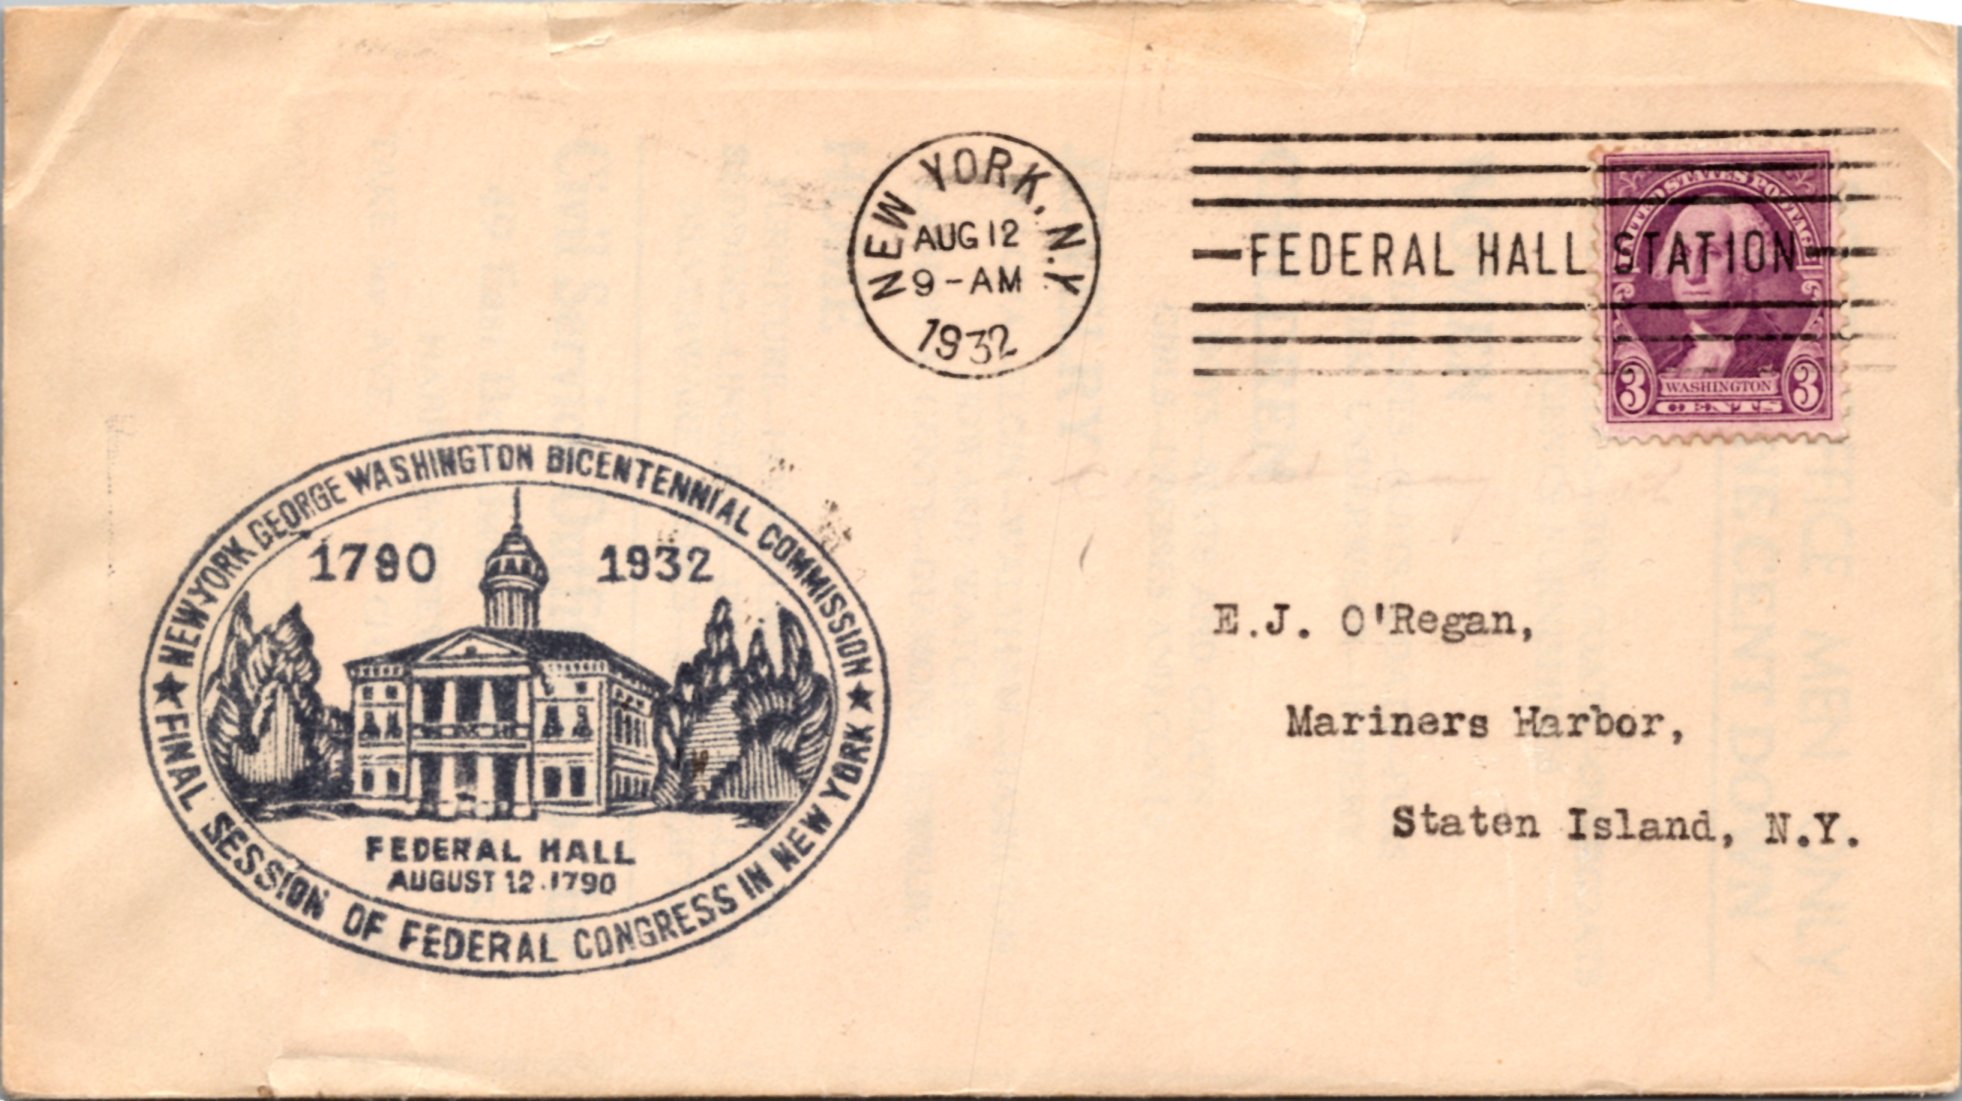 NEW YORK, N.Y.
AUG 12
9-AM
1932
FEDERAL HALL STATION
UNITED STATES POSTAGE
3 WASHINGTON 3
CENTS
NEW YORK GEORGE WASHINGTON BICENTENNIAL COMMISSION
1790 1932
FEDERAL HALL
AUGUST 12.1790
FINAL SESSION OF FEDERAL CONGRESS IN NEW YORK
E.J. O'Regan,
Mariners Harbor,
Staten Island, N.Y.